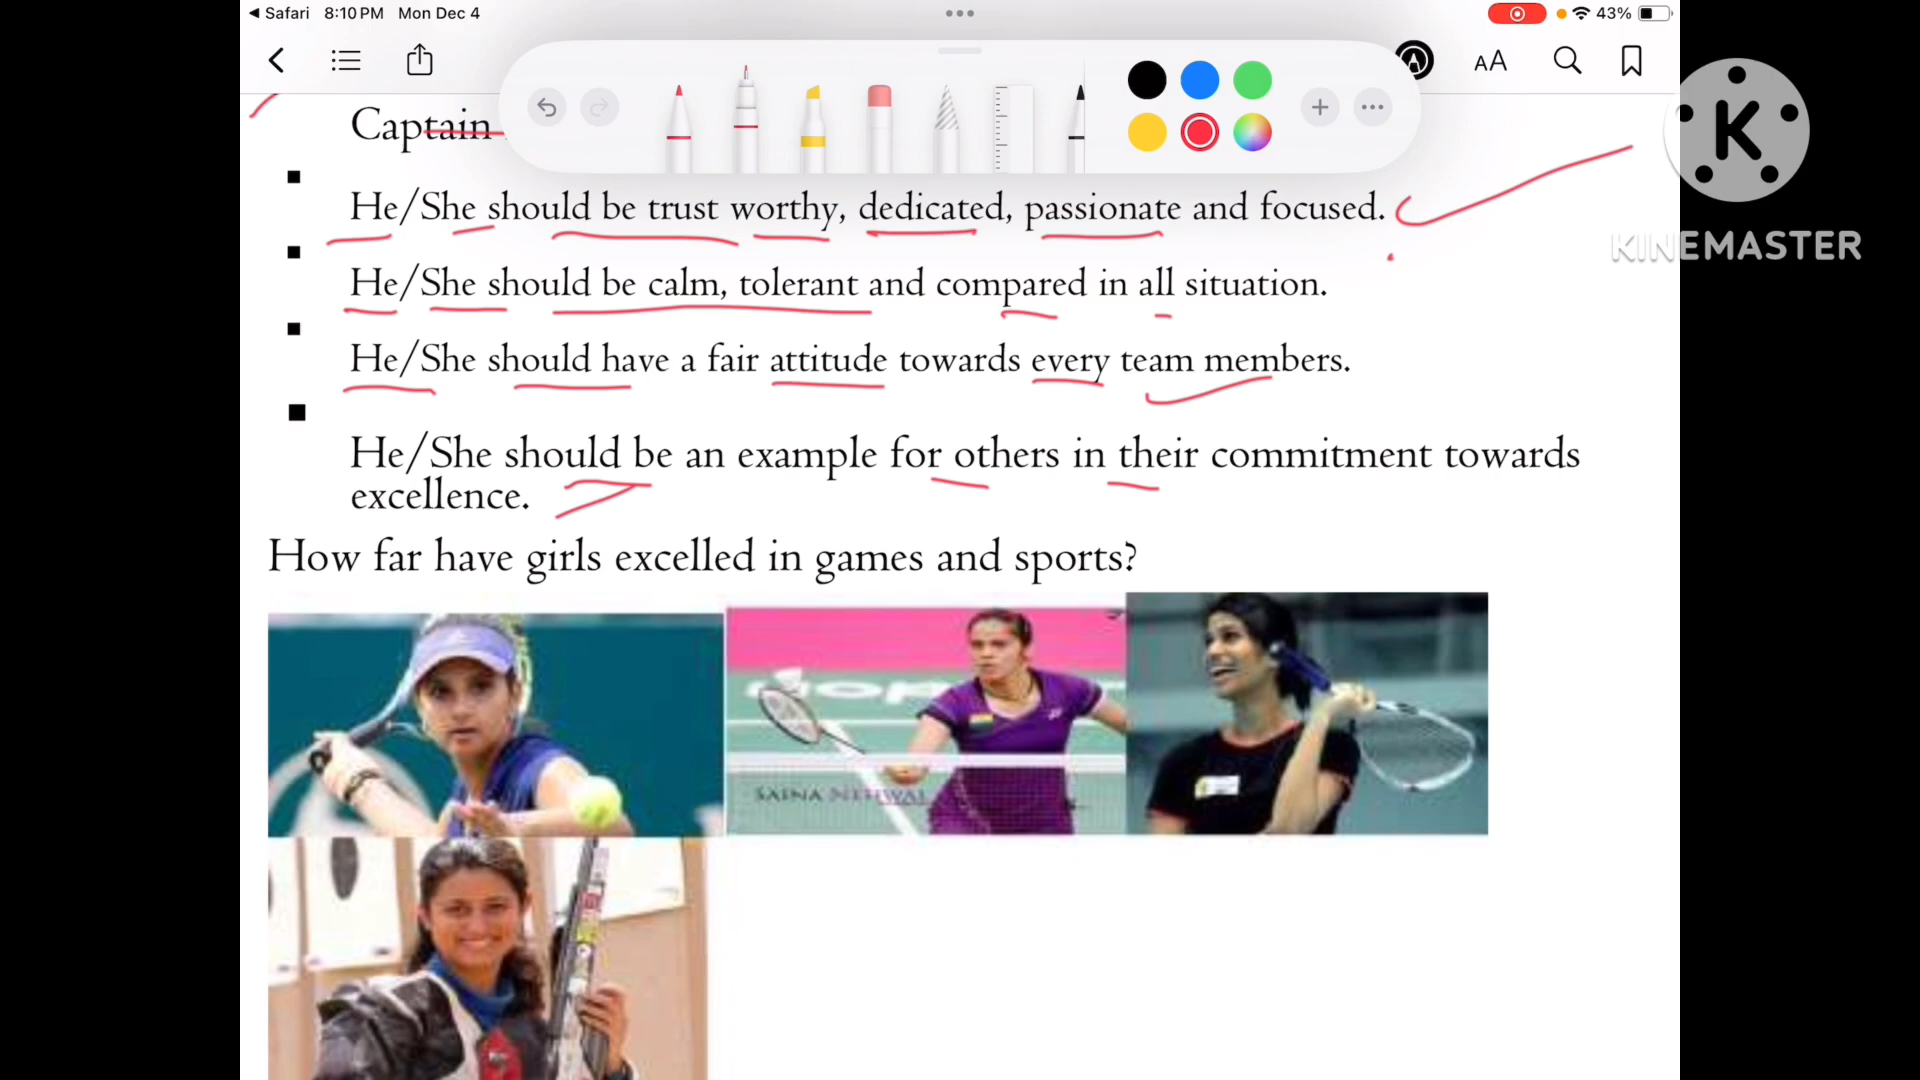 Safari 8:10 PM Mon Dec 4
43%
AA
Captain
K
KINEMASTER
He/She should be trust worthy, dedicated, passionate and focused.
He/She should be calm, tolerant and compared in all situation.
He/She should have a fair attitude towards every team members.
He/She should be an example for others in their commitment towards
excellence.
How far have girls excelled in games and sports?
SAINA NEHWAL